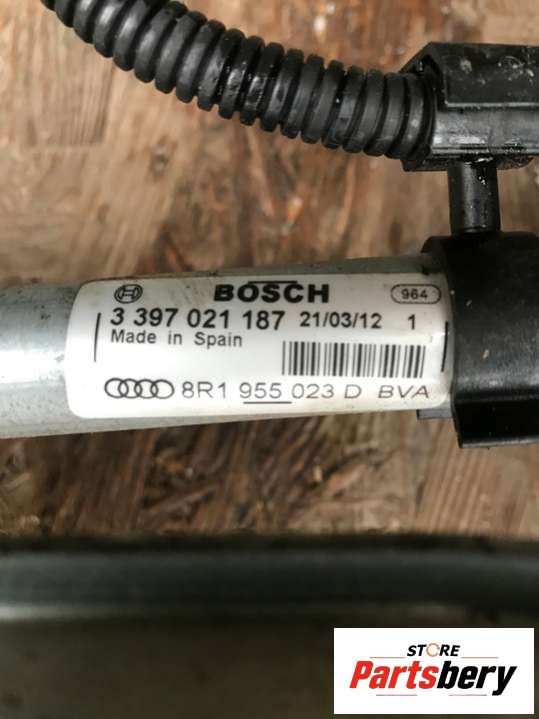 BOSCH 964
3 397 021 187 21/03/12 1
Made in Spain
8R1 955 023 D BVA
STORE
Partsbery